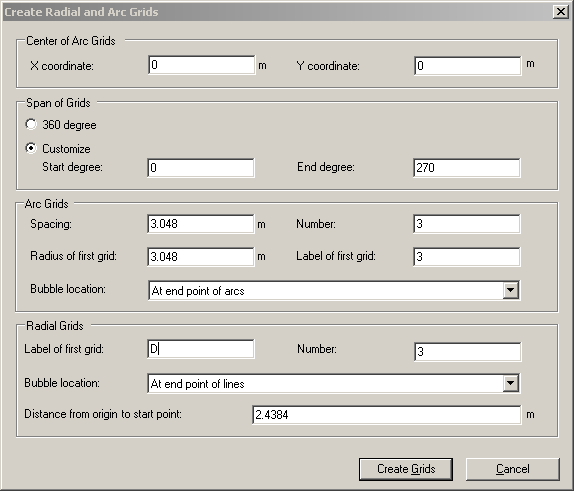 Create Radial and Arc Grids
Center of Arc Grids
X coordinate: 0 m Y coordinate: 0 m
Span of Grids
360 degree
Customize
Start degree: 0 End degree: 270
Arc Grids
Spacing: 3.048 m Number: 3
Radius of first grid: 3.048 m Label of first grid: 3
Bubble location: At end point of arcs
Radial Grids
Label of first grid: D Number: 3
Bubble location: At end point of lines
Distance from origin to start point: 2.4384 m
Create Grids Cancel